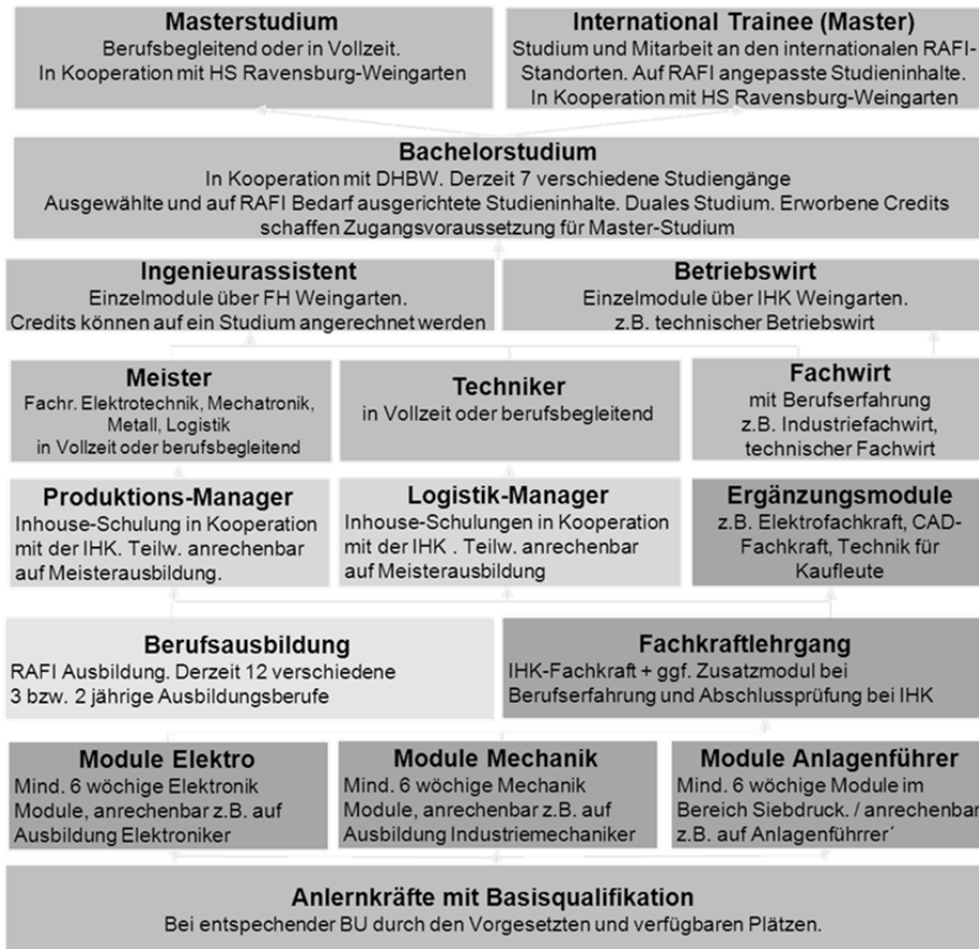 Masterstudium
Berufsbegleitend oder in Vollzeit.
In Kooperation mit HS Ravensburg-Weingarten
International Trainee (Master)
Studium und Mitarbeit an den internationalen RAFI-
Standorten. Auf RAFI angepasste Studieninhalte.
In Kooperation mit HS Ravensburg-Weingarten
Bachelorstudium
In Kooperation mit DHBW. Derzeit 7 verschiedene Studiengänge
Ausgewählte und auf RAFI Bedarf ausgerichtete Studieninhalte. Duales Studium. Erworbene Credits
schaffen Zugangsvoraussetzung für Master-Studium
Ingenieurassistent
Einzelmodule über FH Weingarten.
Credits können auf ein Studium angerechnet werden
Betriebswirt
Einzelmodule über IHK Weingarten.
z.B. technischer Betriebswirt
Meister
Fachr. Elektrotechnik, Mechatronik,
Metall, Logistik
in Vollzeit oder berufsbegleitend
Techniker
in Vollzeit oder berufsbegleitend
Fachwirt
mit Berufserfahrung
z.B. Industriefachwirt,
technischer Fachwirt
Produktions-Manager
Inhouse-Schulung in Kooperation
mit der IHK. Teilw. anrechenbar
auf Meisterausbildung.
Logistik-Manager
Inhouse-Schulungen in Kooperation
mit der IHK . Teilw. anrechenbar
auf Meisterausbildung
Ergänzungsmodule
z.B. Elektrofachkraft, CAD-
Fachkraft, Technik für
Kaufleute
Berufsausbildung
RAFI Ausbildung. Derzeit 12 verschiedene
3 bzw. 2 jährige Ausbildungsberufe
Fachkraftlehrgang
IHK-Fachkraft + ggf. Zusatzmodul bei
Berufserfahrung und Abschlussprüfung bei IHK
Module Elektro
Mind. 6 wöchige Elektronik
Module, anrechenbar z.B. auf
Ausbildung Elektroniker
Module Mechanik
Mind. 6 wöchige Mechanik
Module, anrechenbar z.B. auf
Ausbildung Industriemechaniker
Module Anlagenführer
Mind. 6 wöchige Module im
Bereich Siebdruck. / anrechenbar
z.B. auf Anlagenführrer´
Anlernkräfte mit Basisqualifikation
Bei entspechender BU durch den Vorgesetzten und verfügbaren Plätzen.